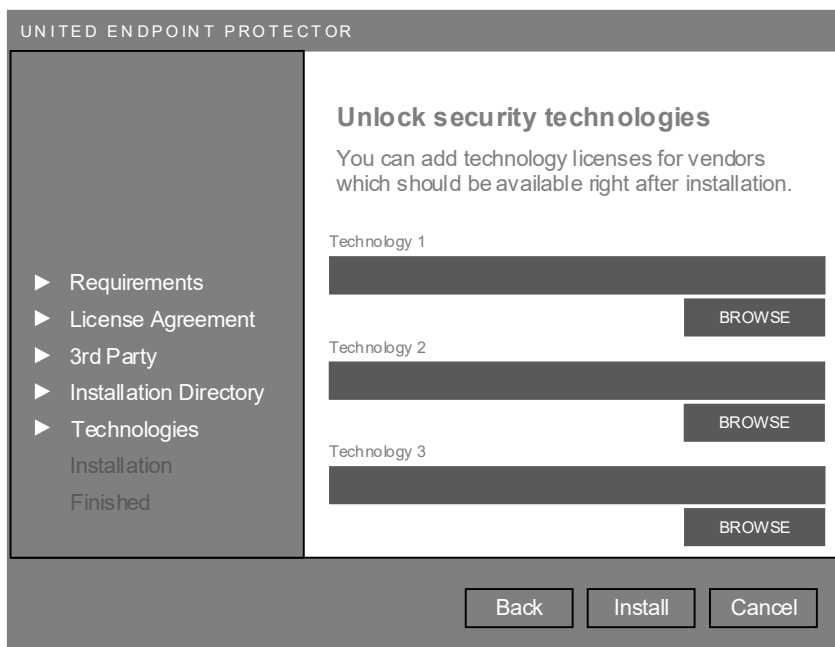 UNITED ENDPOINT PROTECTOR
Unlock security technologies
You can add technology licenses for vendors
which should be available right after installation.
Technology 1
BROWSE
Technology 2
BROWSE
Technology 3
BROWSE
Requirements
License Agreement
3rd Party
Installation Directory
Technologies
Installation
Finished
Back
Install
Cancel